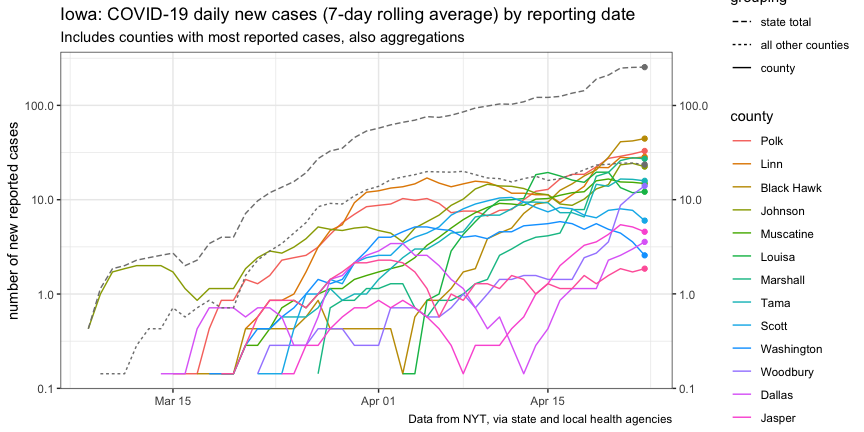 Iowa: COVID-19 daily new cases (7-day rolling average) by reporting date
Includes counties with most reported cases, also aggregations
number of new reported cases
100.0
10.0
1.0
0.1
100.0
10.0
1.0
0.1
Mar 15
Apr 01
Apr 15
Data from NYT, via state and local health agencies
grouping
state total
all other counties
county
county
Polk
Linn
Black Hawk
Johnson
Muscatine
Louisa
Marshall
Tama
Scott
Washington
Woodbury
Dallas
Jasper